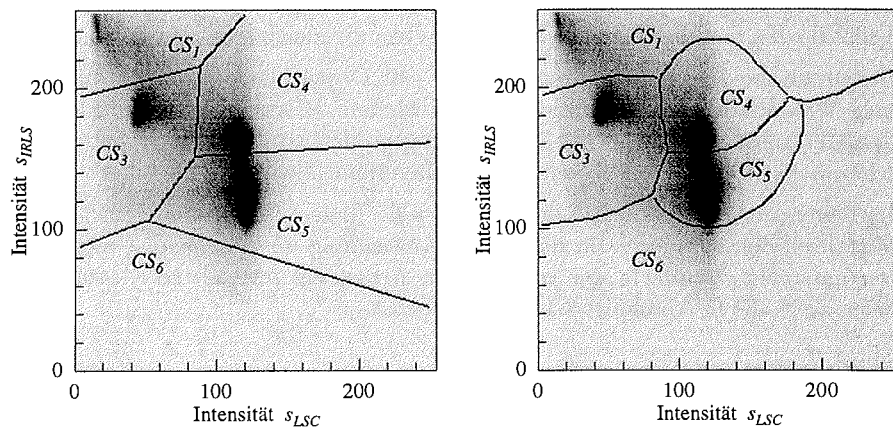 CS1
CS4
CS3
CS5
CS6
200
100
0
0
100
200
Intensität sIRLS
Intensität sLSC
CS1
CS4
CS3
CS5
CS6
200
100
0
0
100
200
Intensität sIRLS
Intensität sLSC